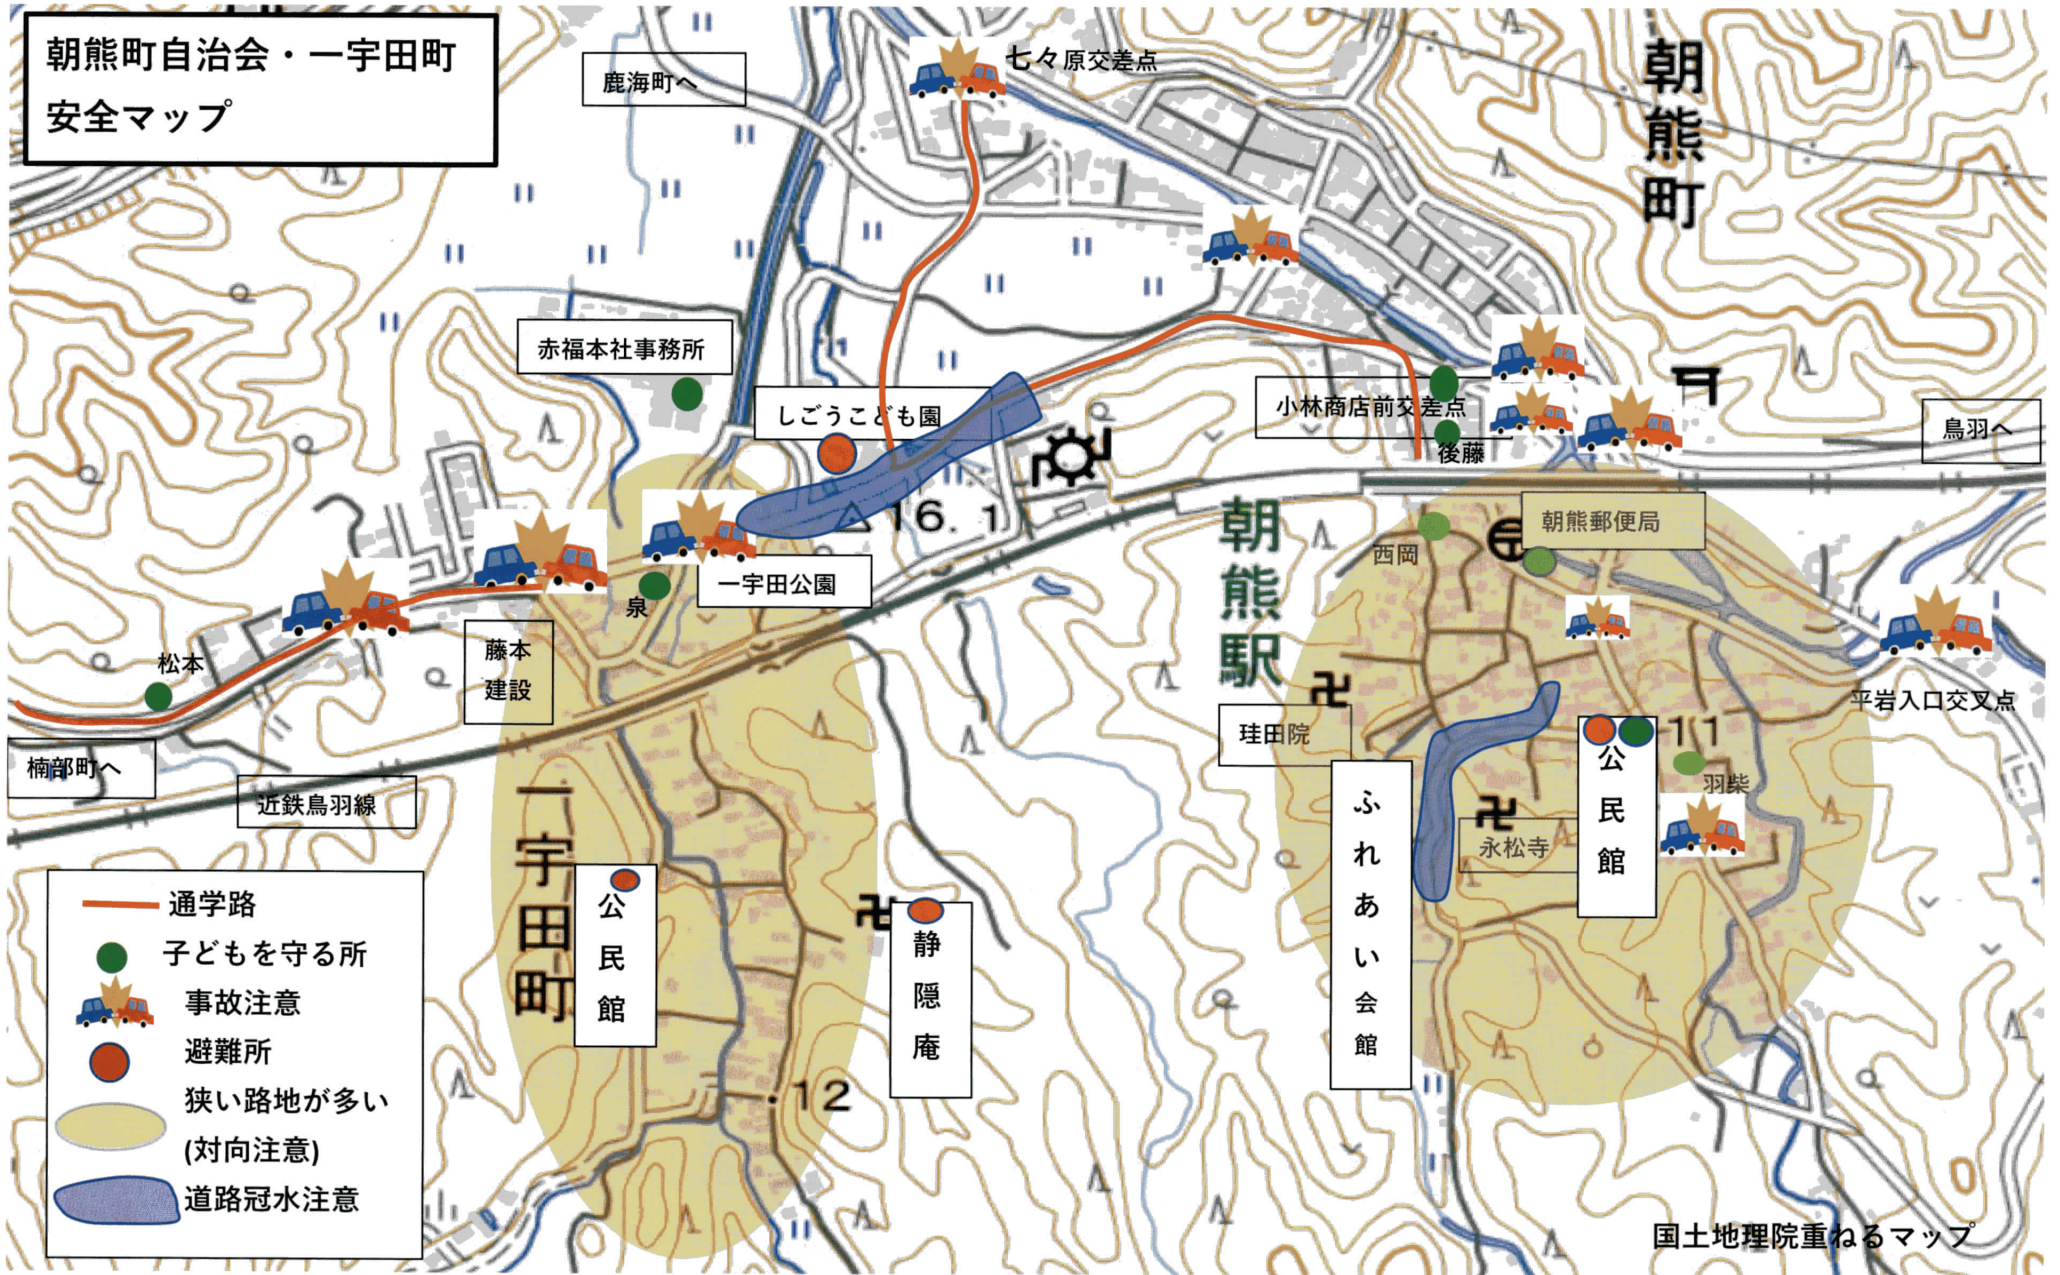 朝熊町自治会・一宇田町
安全マップ
鹿海町へ
七々原交差点
朝熊町
赤福本社事務所
しごうこども園
小林商店前交差点
後藤
鳥羽へ
16.1
朝熊駅
西岡
朝熊郵便局
一宇田公園
泉
藤本
建設
松本
楠部町へ
近鉄鳥羽線
平岩入口交叉点
珪田院
11
公民館
羽柴
永松寺
ふれあい会館
一宇田町
公民館
静隠庵
12
通学路
子どもを守る所
事故注意
避難所
狭い路地が多い
(対向注意)
道路冠水注意
国土地理院重ねるマップ